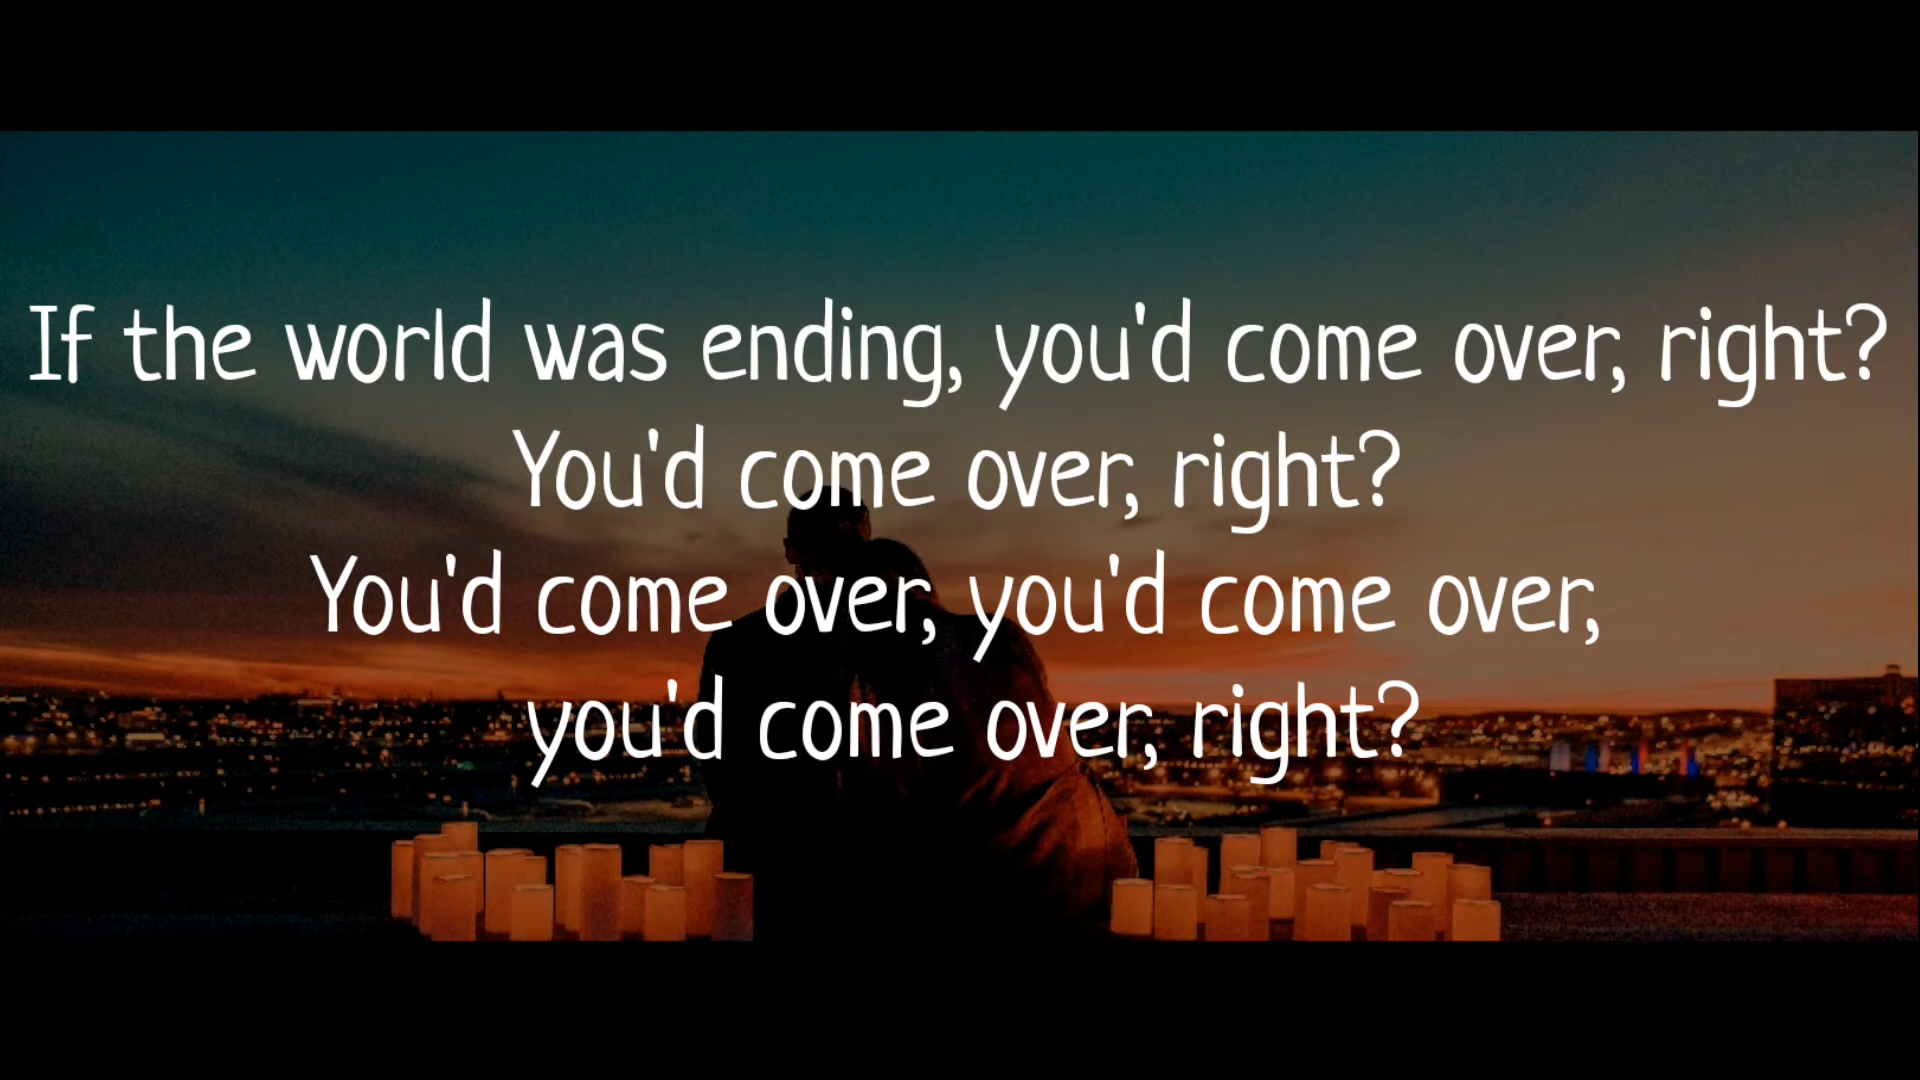 If the world was ending, you'd come over, right?
You'd come over, right?
You'd come over, you'd come over,
you'd come over, right?